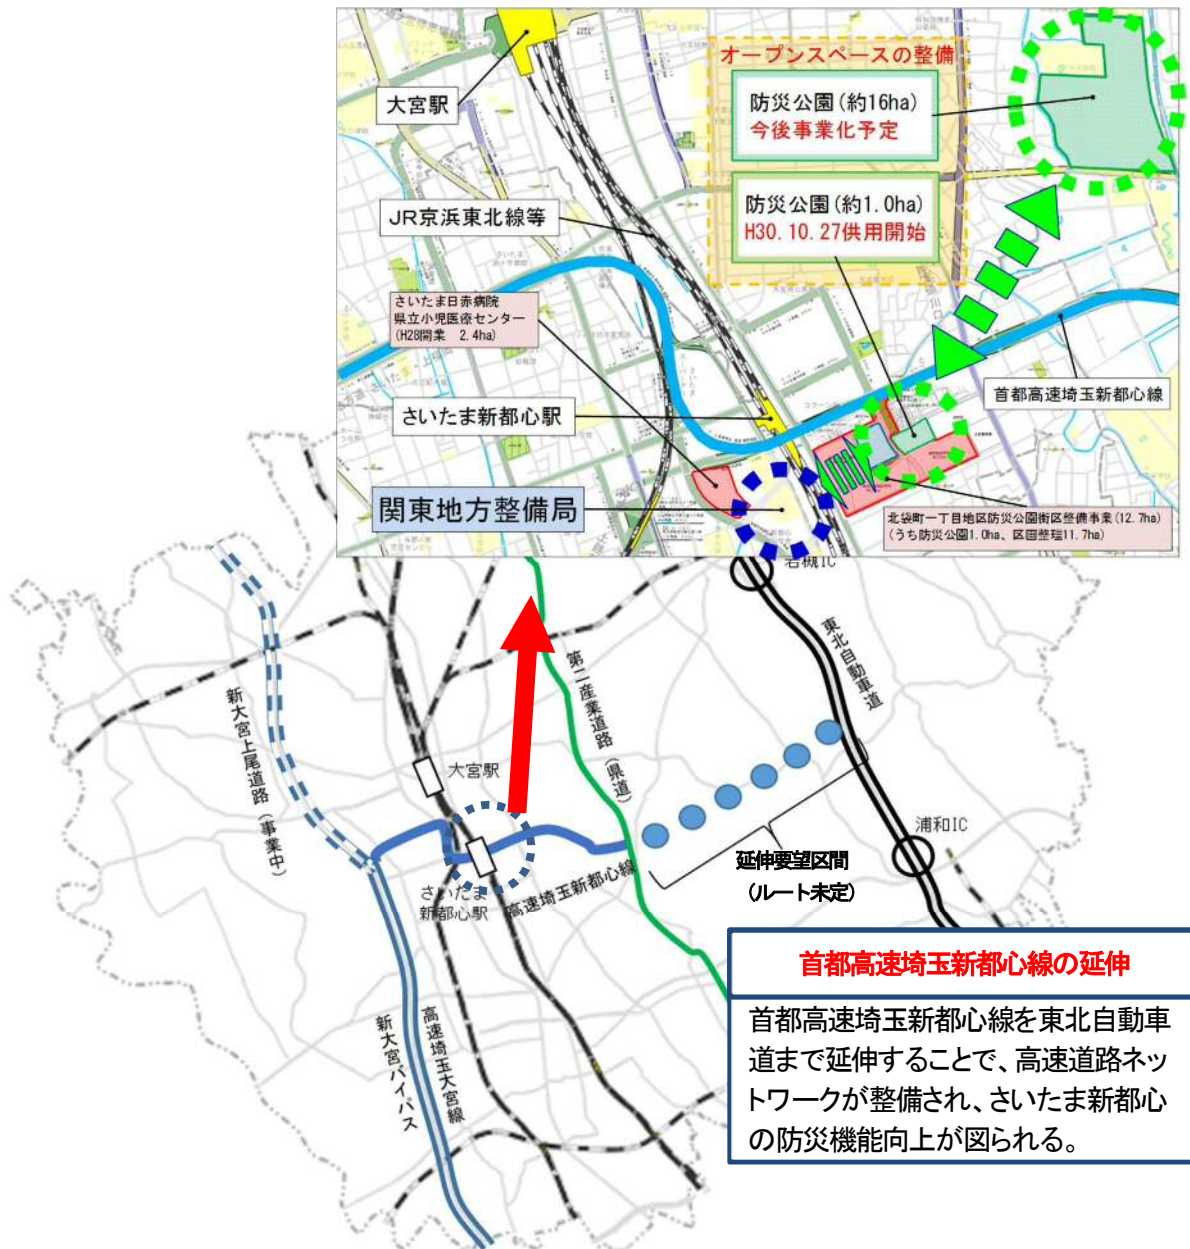 オープンスペースの整備
防災公園(約16ha)
今後事業化予定
防災公園(約1.0ha)
H30.10.27供用開始
大宮駅
JR京浜東北線等
さいたま日赤病院
県立小児医療センター
(H28開業 2.4ha)
さいたま新都心駅
首都高速埼玉新都心線
関東地方整備局
北袋町一丁目地区防災公園街区整備事業(12.7ha)
(うち防災公園1.0ha、区画整理11.7ha)
岩槻IC
東北自動車道
第二産業道路(県道)
新大宮上尾道路(事業中)
大宮駅
浦和IC
延伸要望区間
(ルート未定)
さいたま
新都心駅
高速埼玉新都心線
高速埼玉大宮線
新大宮バイパス
首都高速埼玉新都心線の延伸
首都高速埼玉新都心線を東北自動車
道まで延伸することで、高速道路ネッ
トワークが整備され、さいたま新都心
の防災機能向上が図られる。